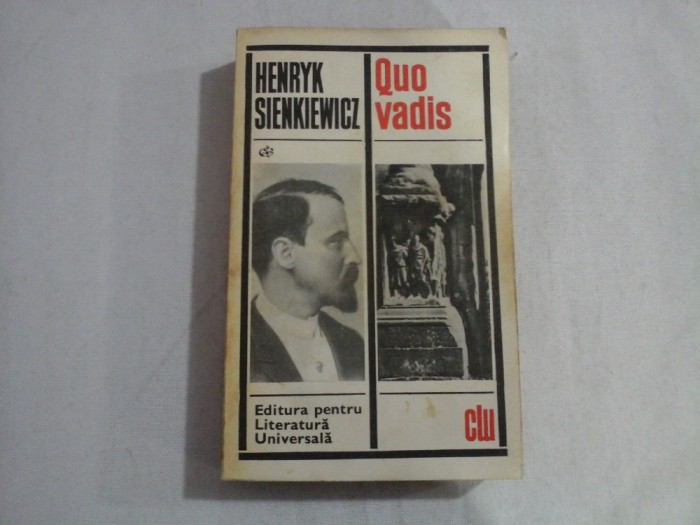 HENRYK
SIENKIEWICZ
Quo
vadis
Editura pentru
Literatură
Universală
clu